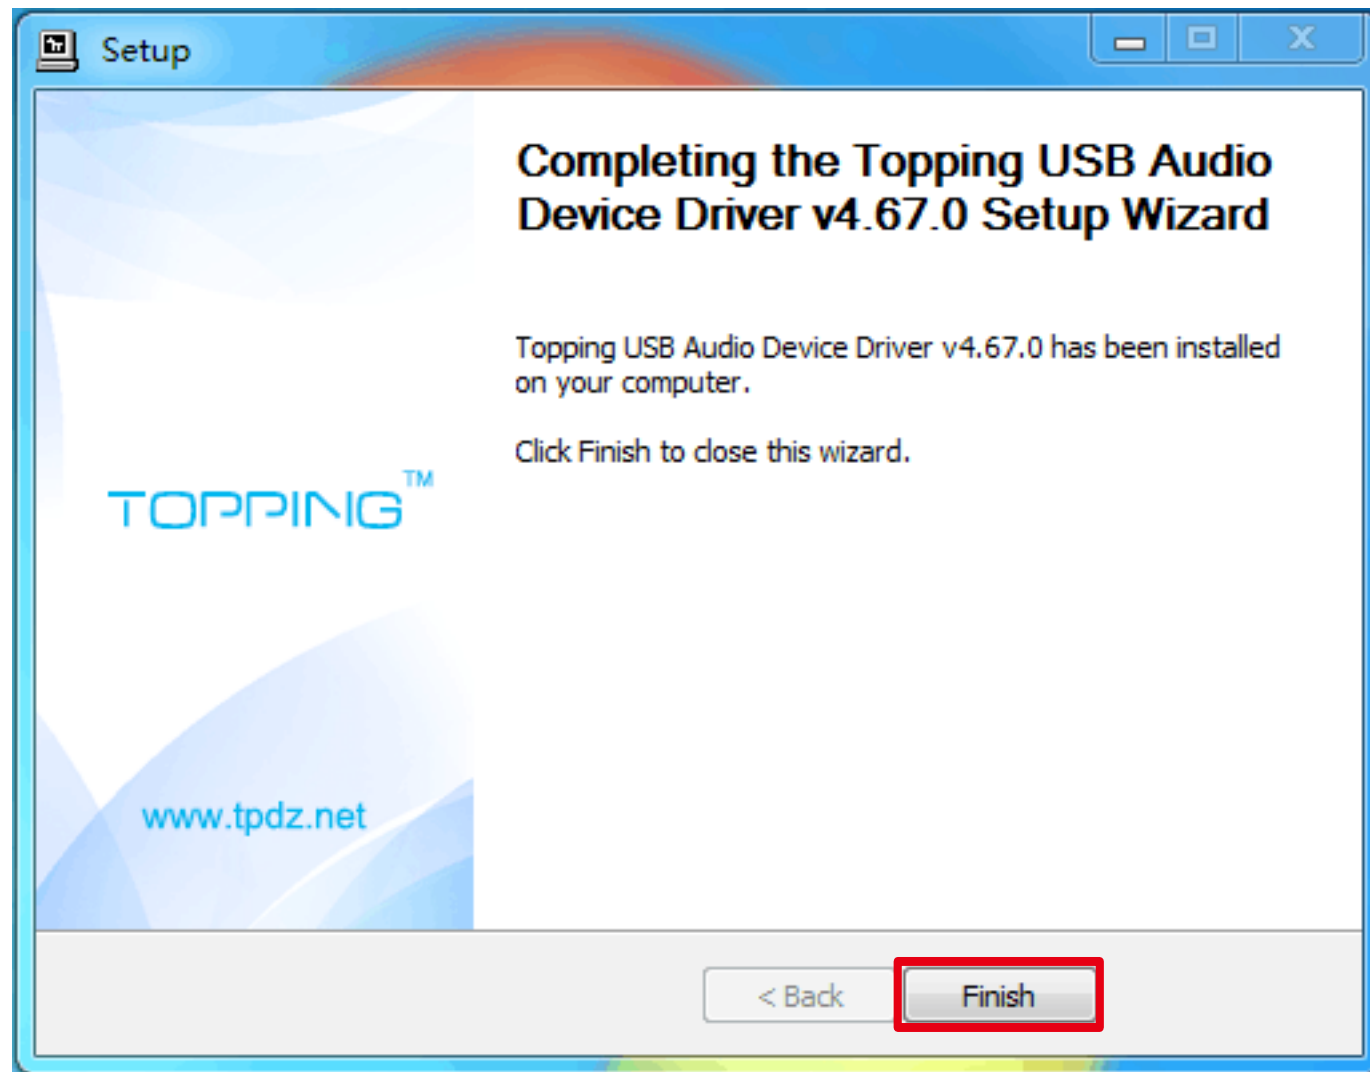 Setup
Completing the Topping USB Audio
Device Driver v4.67.0 Setup Wizard
Topping USB Audio Device Driver v4.67.0 has been installed
on your computer.
Click Finish to close this wizard.
TOPPING™
www.tpdz.net
< Back
Finish